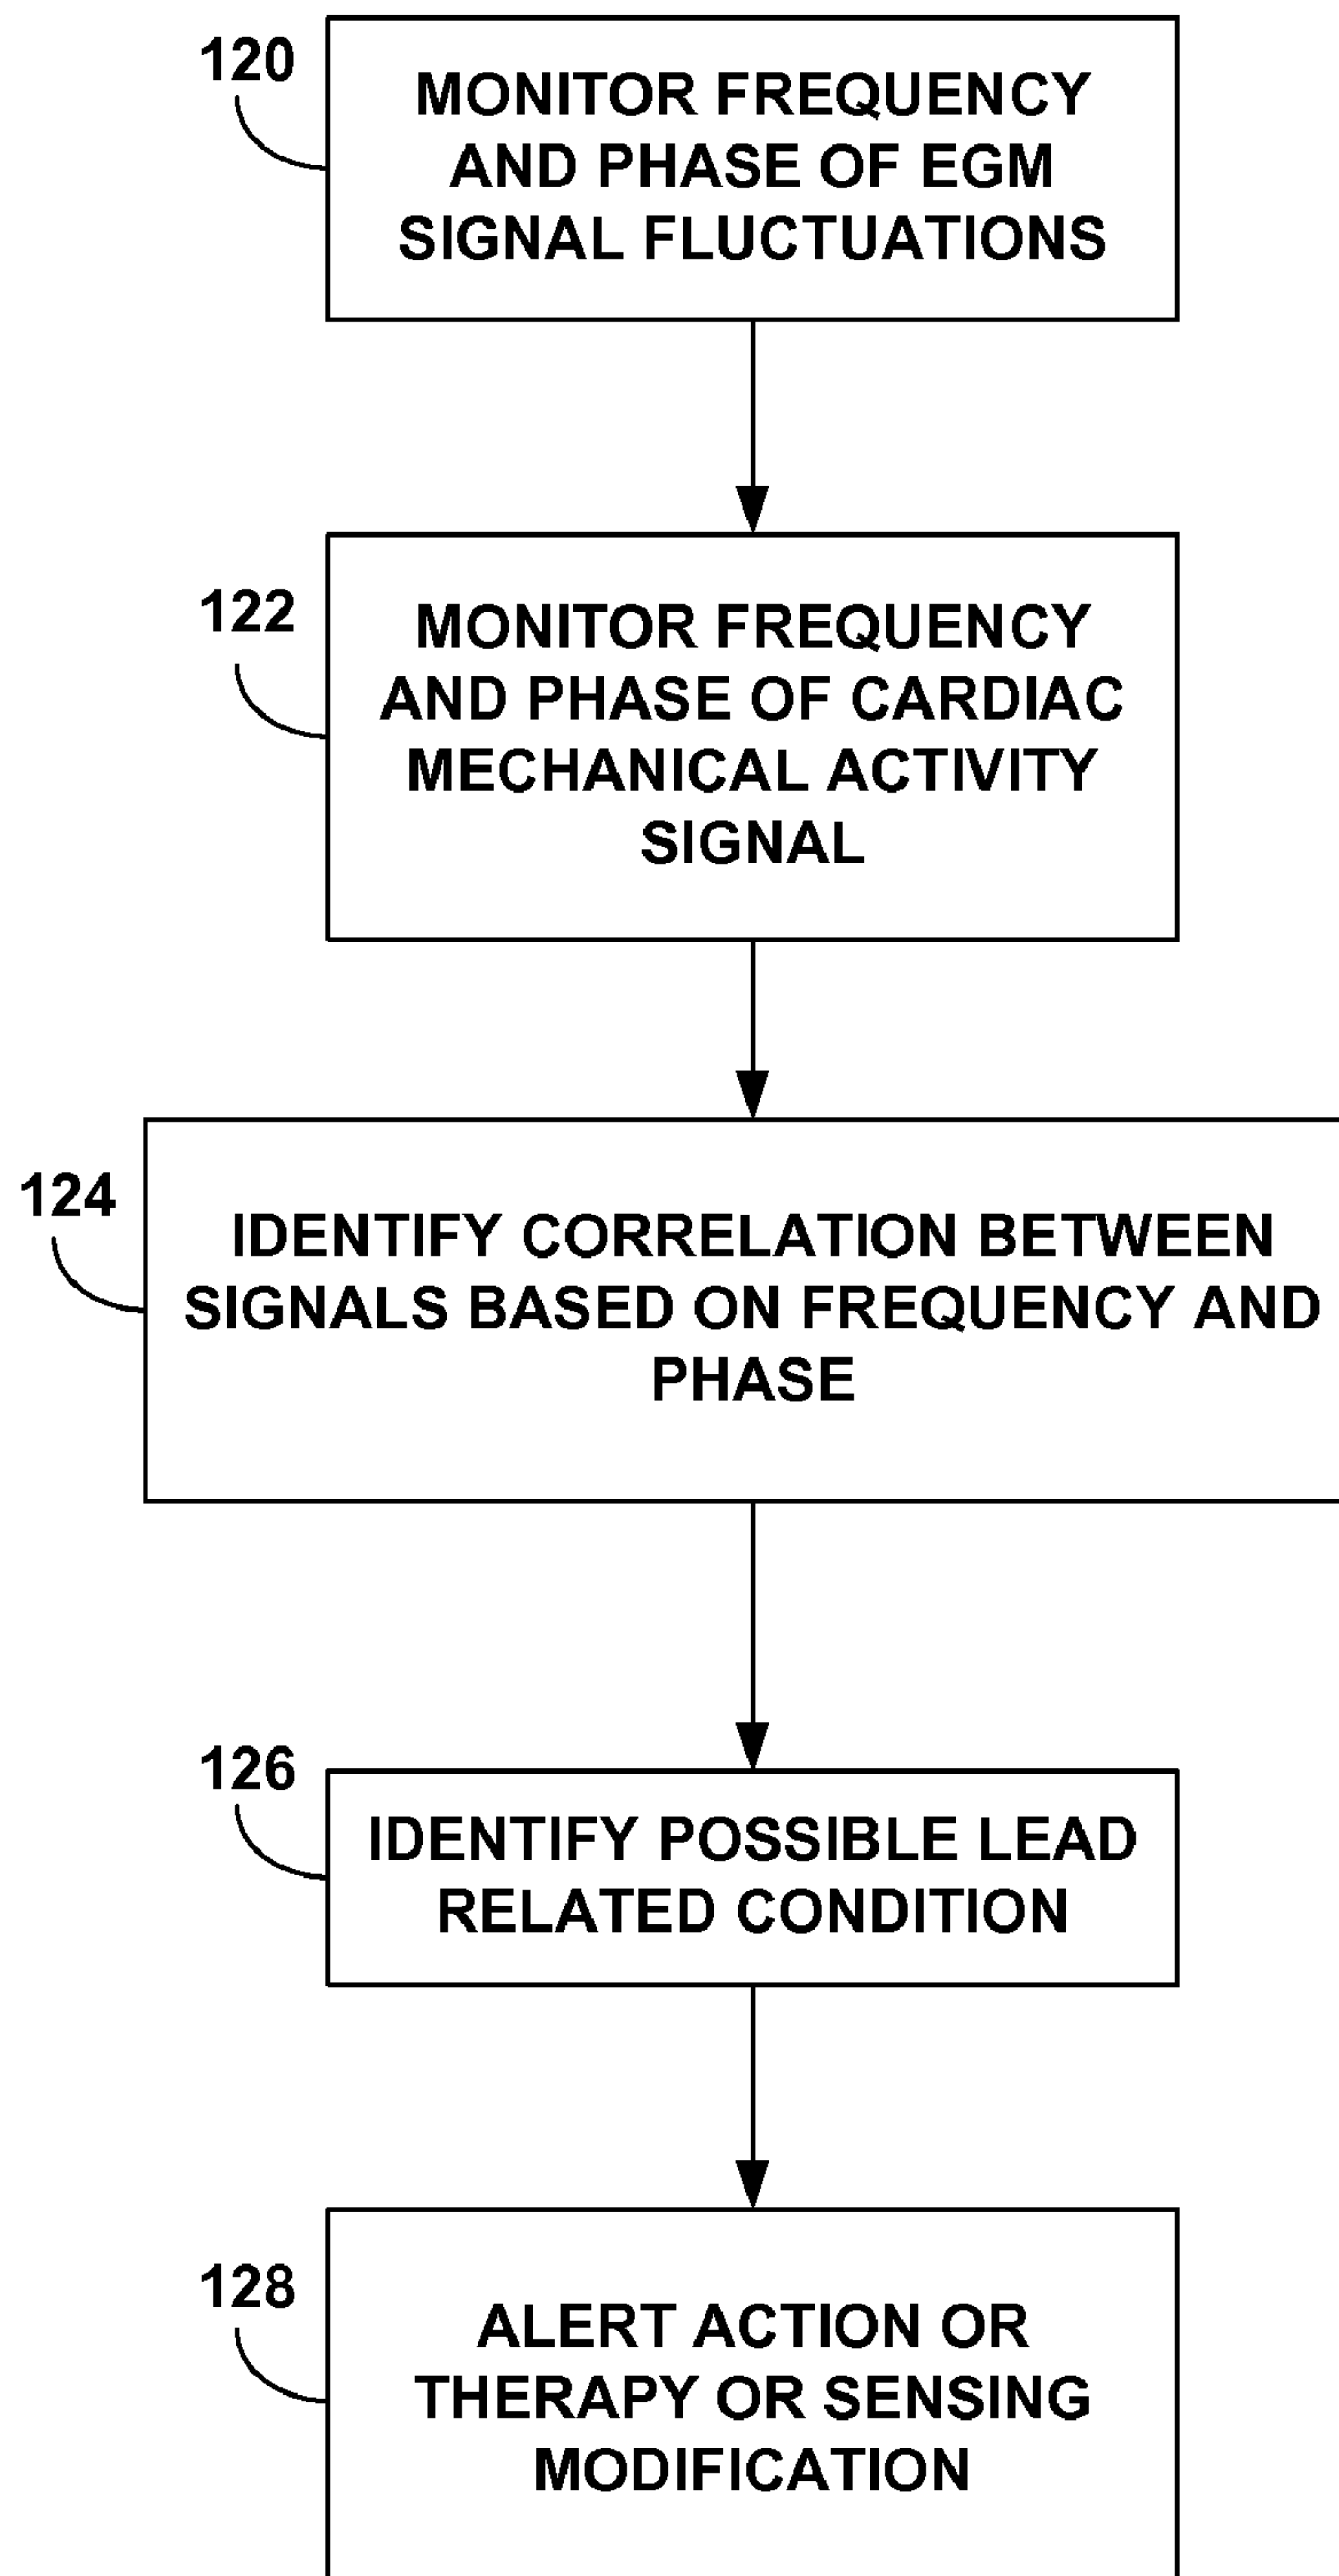 120
MONITOR FREQUENCY
AND PHASE OF EGM
SIGNAL FLUCTUATIONS
122
MONITOR FREQUENCY
AND PHASE OF CARDIAC
MECHANICAL ACTIVITY
SIGNAL
124
IDENTIFY CORRELATION BETWEEN
SIGNALS BASED ON FREQUENCY AND
PHASE
126
IDENTIFY POSSIBLE LEAD
RELATED CONDITION
128
ALERT ACTION OR
THERAPY OR SENSING
MODIFICATION